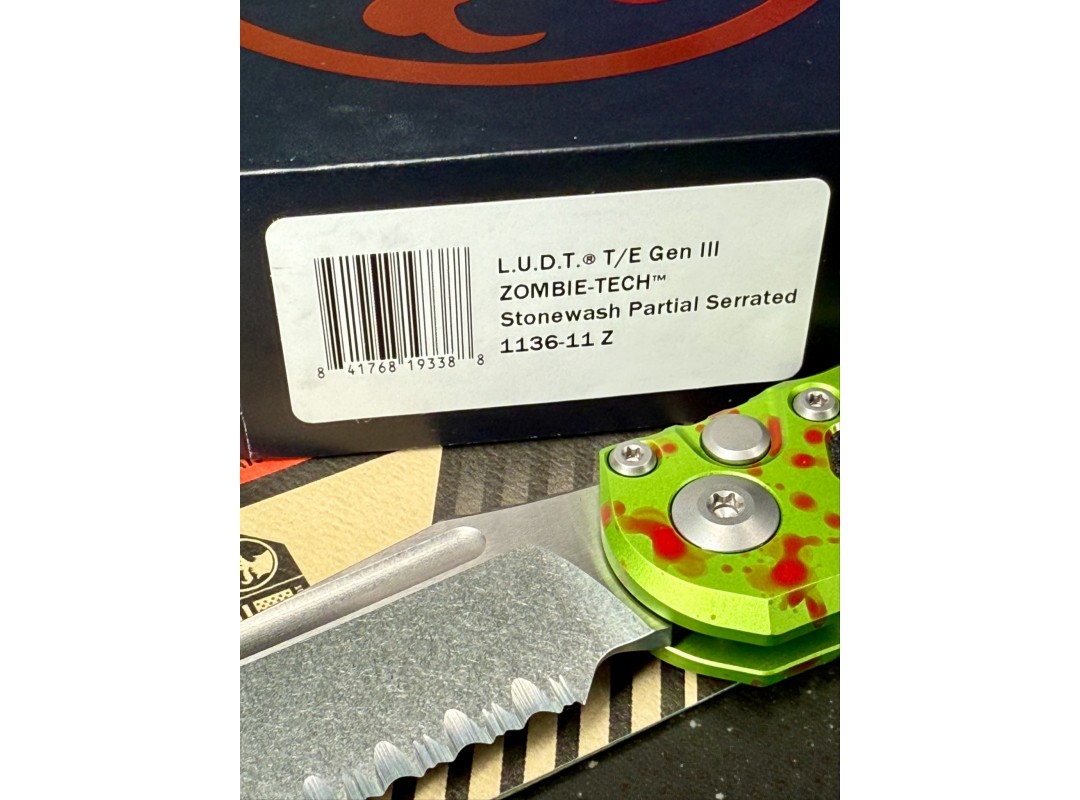 L.U.D.T.® T/E Gen III
ZOMBIE-TECH™
Stonewash Partial Serrated
1136-11 Z
8 41768 19338 8